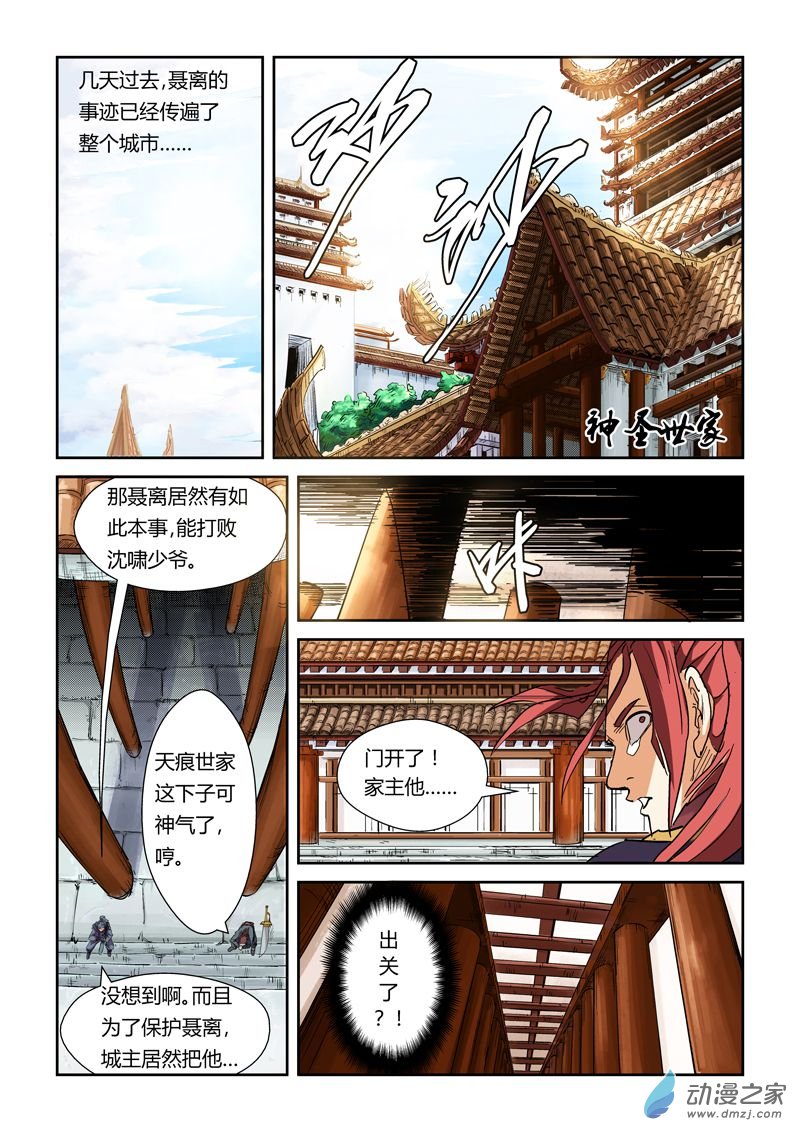 几天过去，聂离的
事迹已经传遍了
整个城市……
神圣世家
那聂离居然有如
此本事，能打败
沈啸少爷。
天痕世家
这下子可
神气了，
哼。
没想到啊。而且
为了保护聂离，
城主居然把他…
咔
门开了！
家主他……
出
关
了
？！
动漫之家
www.dmzj.com